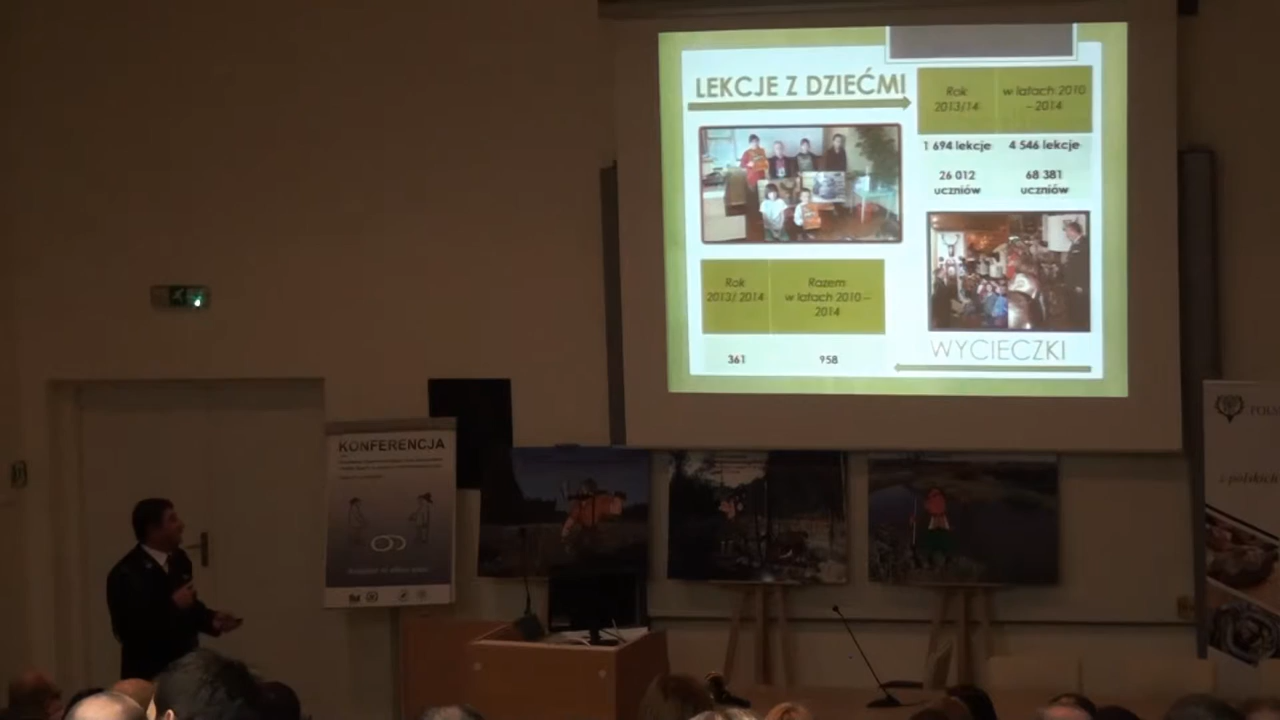 LEKCJE Z DZIEĆMI
Rok
2013/14
w latach 2010
– 2014
1 694 lekcje
4 546 lekcje
26 012
uczniów
68 381
uczniów
Rok
2013/ 2014
Razem
w latach 2010 –
2014
361
958
WYCIECZKI
KONFERENCJA
z polskich